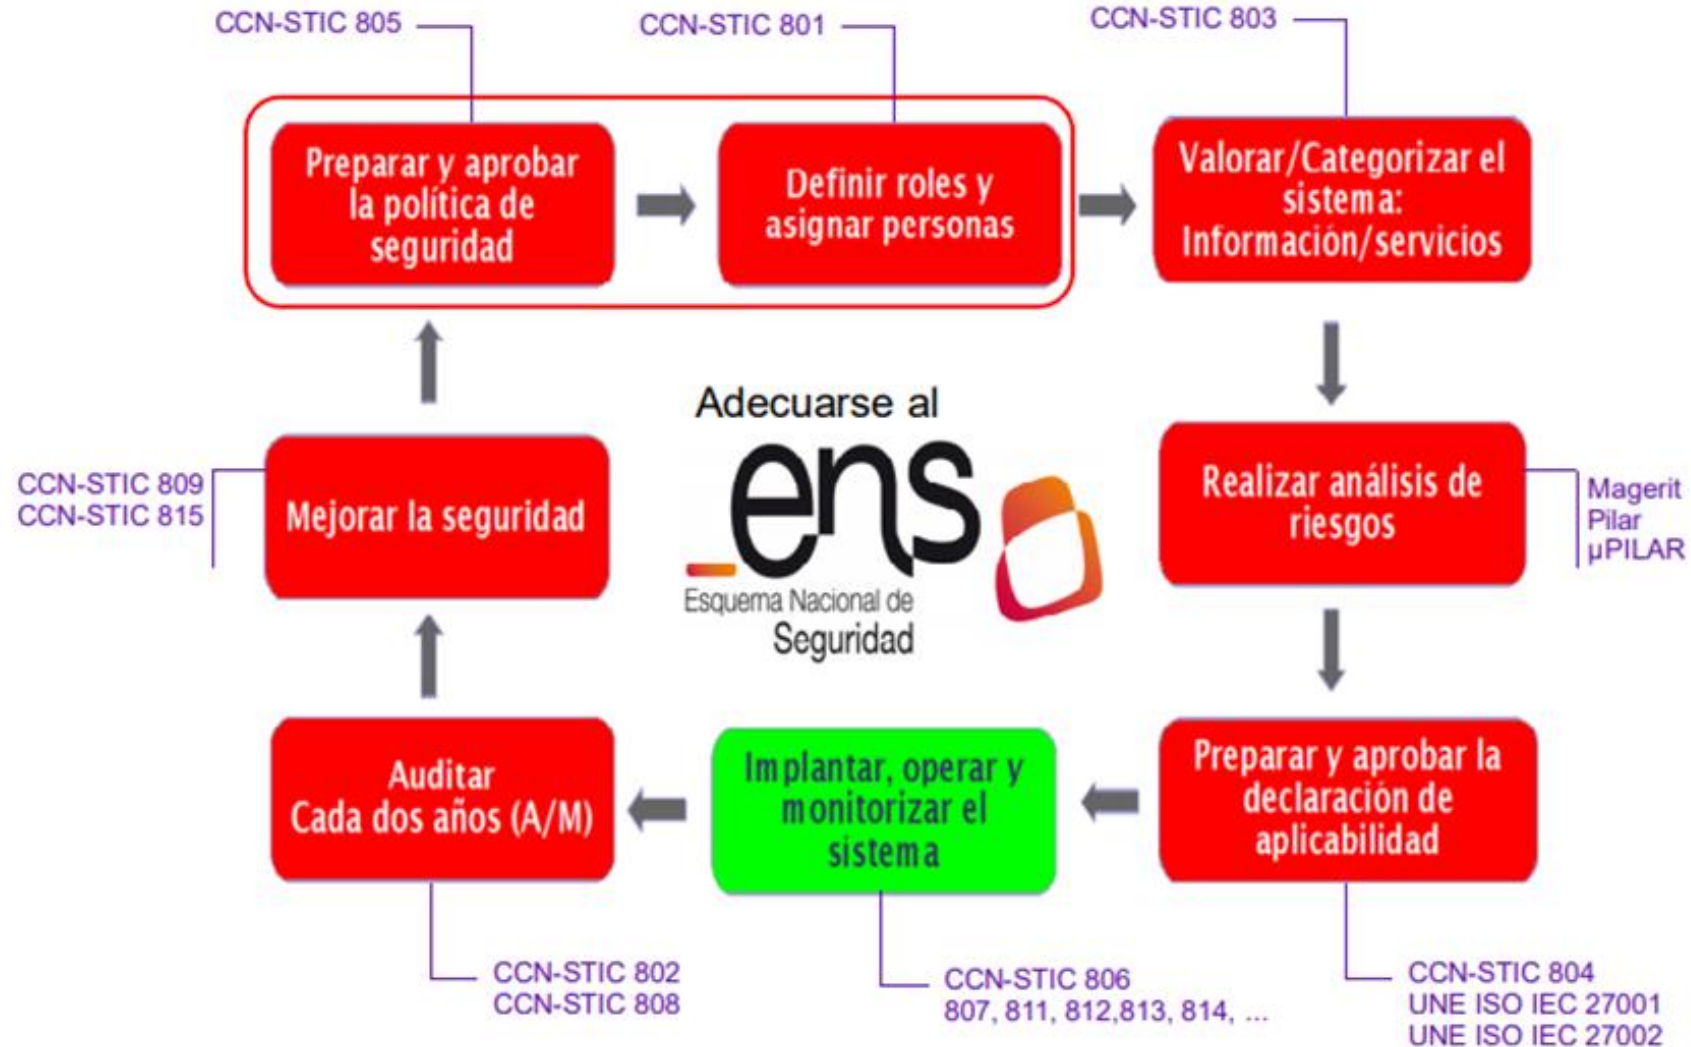 CCN-STIC 805
CCN-STIC 801
CCN-STIC 803
Preparar y aprobar
la política de
seguridad
Definir roles y
asignar personas
Valorar/Categorizar el
sistema:
Información/servicios
Adecuarse al
ens
Esquema Nacional de
Seguridad
CCN-STIC 809
CCN-STIC 815
Mejorar la seguridad
Realizar análisis de
riesgos
Magerit
Pilar
µPILAR
Auditar
Cada dos años (A/M)
Implantar, operar y
monitorizar el
sistema
Preparar y aprobar la
declaración de
aplicabilidad
CCN-STIC 802
CCN-STIC 808
CCN-STIC 806
807, 811, 812,813, 814, ...
CCN-STIC 804
UNE ISO IEC 27001
UNE ISO IEC 27002